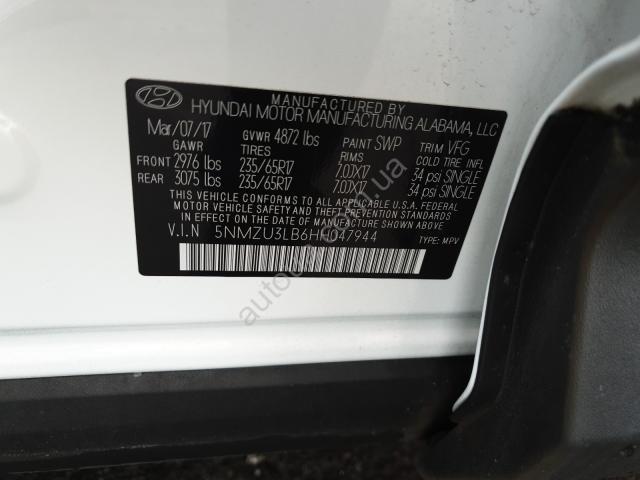 MANUFACTURED BY
HYUNDAI MOTOR MANUFACTURING ALABAMA, LLC
Mar/07/17 GVWR 4872 lbs PAINT SWP TRIM VFG
GAWR TIRES RIMS COLD TIRE INFL
FRONT 2976 lbs 235/65R17 7.0JX17 34 psi SINGLE
REAR 3075 lbs 235/65R17 7.0JX17 34 psi SINGLE
THIS VEHICLE CONFORMS TO ALL APPLICABLE U.S.A. FEDERAL
MOTOR VEHICLE SAFETY, BUMPER, AND THEFT PREVENTION STANDARDS
IN EFFECT ON THE DATE OF MANUFACTURE SHOWN ABOVE.
V.I.N 5NMZU3LB6HH047944 TYPE: MPV